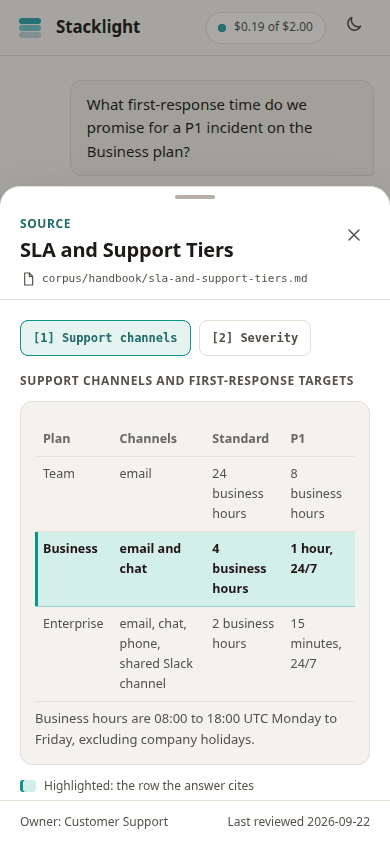 Stacklight
$0.19 of $2.00
What first-response time do we
promise for a P1 incident on the
Business plan?
SOURCE
SLA and Support Tiers
corpus/handbook/sla-and-support-tiers.md
[1] Support channels
[2] Severity
SUPPORT CHANNELS AND FIRST-RESPONSE TARGETS
Plan Channels Standard P1
Team email 24 business hours 8 business hours
Business email and chat 4 business hours 1 hour, 24/7
Enterprise email, chat, phone, shared Slack channel 2 business hours 15 minutes, 24/7
Business hours are 08:00 to 18:00 UTC Monday to
Friday, excluding company holidays.
Highlighted: the row the answer cites
Owner: Customer Support
Last reviewed 2026-09-22